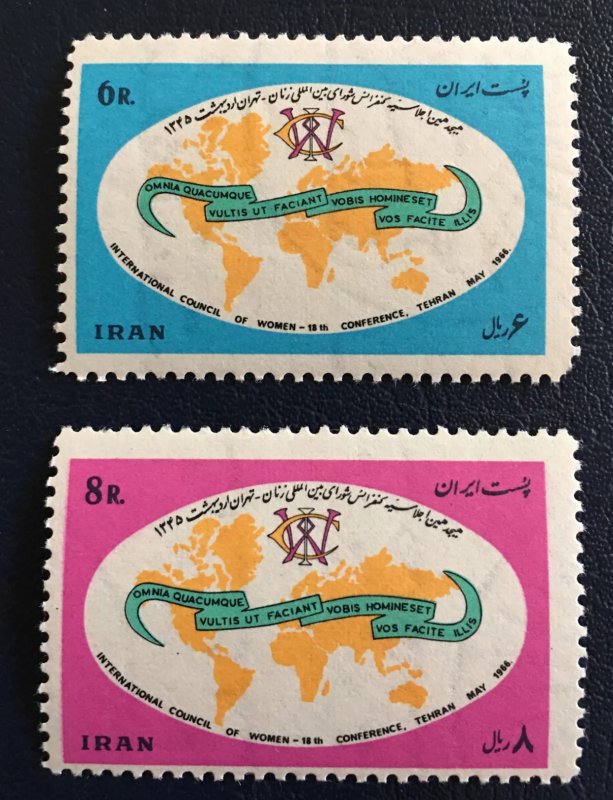 6R.
پست ایران
هیجدهمین اجلاسیه کنفرانس شورای بین المللی زنان - تهران اردیبهشت ۱۳۴۵
ICW
OMNIA QUACUMQUE
VULTIS UT FACIANT
VOBIS HOMINESET
VOS FACITE ILLIS
INTERNATIONAL COUNCIL OF WOMEN - 18th CONFERENCE, TEHRAN MAY 1966.
IRAN
۶ ریال
8R.
پست ایران
هیجدهمین اجلاسیه کنفرانس شورای بین المللی زنان - تهران اردیبهشت ۱۳۴۵
ICW
OMNIA QUACUMQUE
VULTIS UT FACIANT
VOBIS HOMINESET
VOS FACITE ILLIS
INTERNATIONAL COUNCIL OF WOMEN - 18th CONFERENCE, TEHRAN MAY 1966.
IRAN
۸ ریال